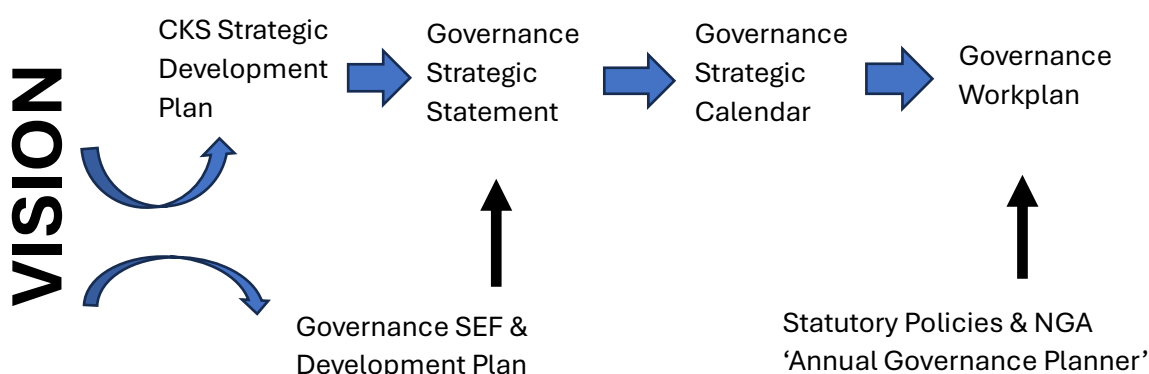 VISION
CKS Strategic
Development
Plan
Governance
Strategic
Statement
Governance
Strategic
Calendar
Governance
Workplan
Governance SEF &
Development Plan
Statutory Policies & NGA
‘Annual Governance Planner’